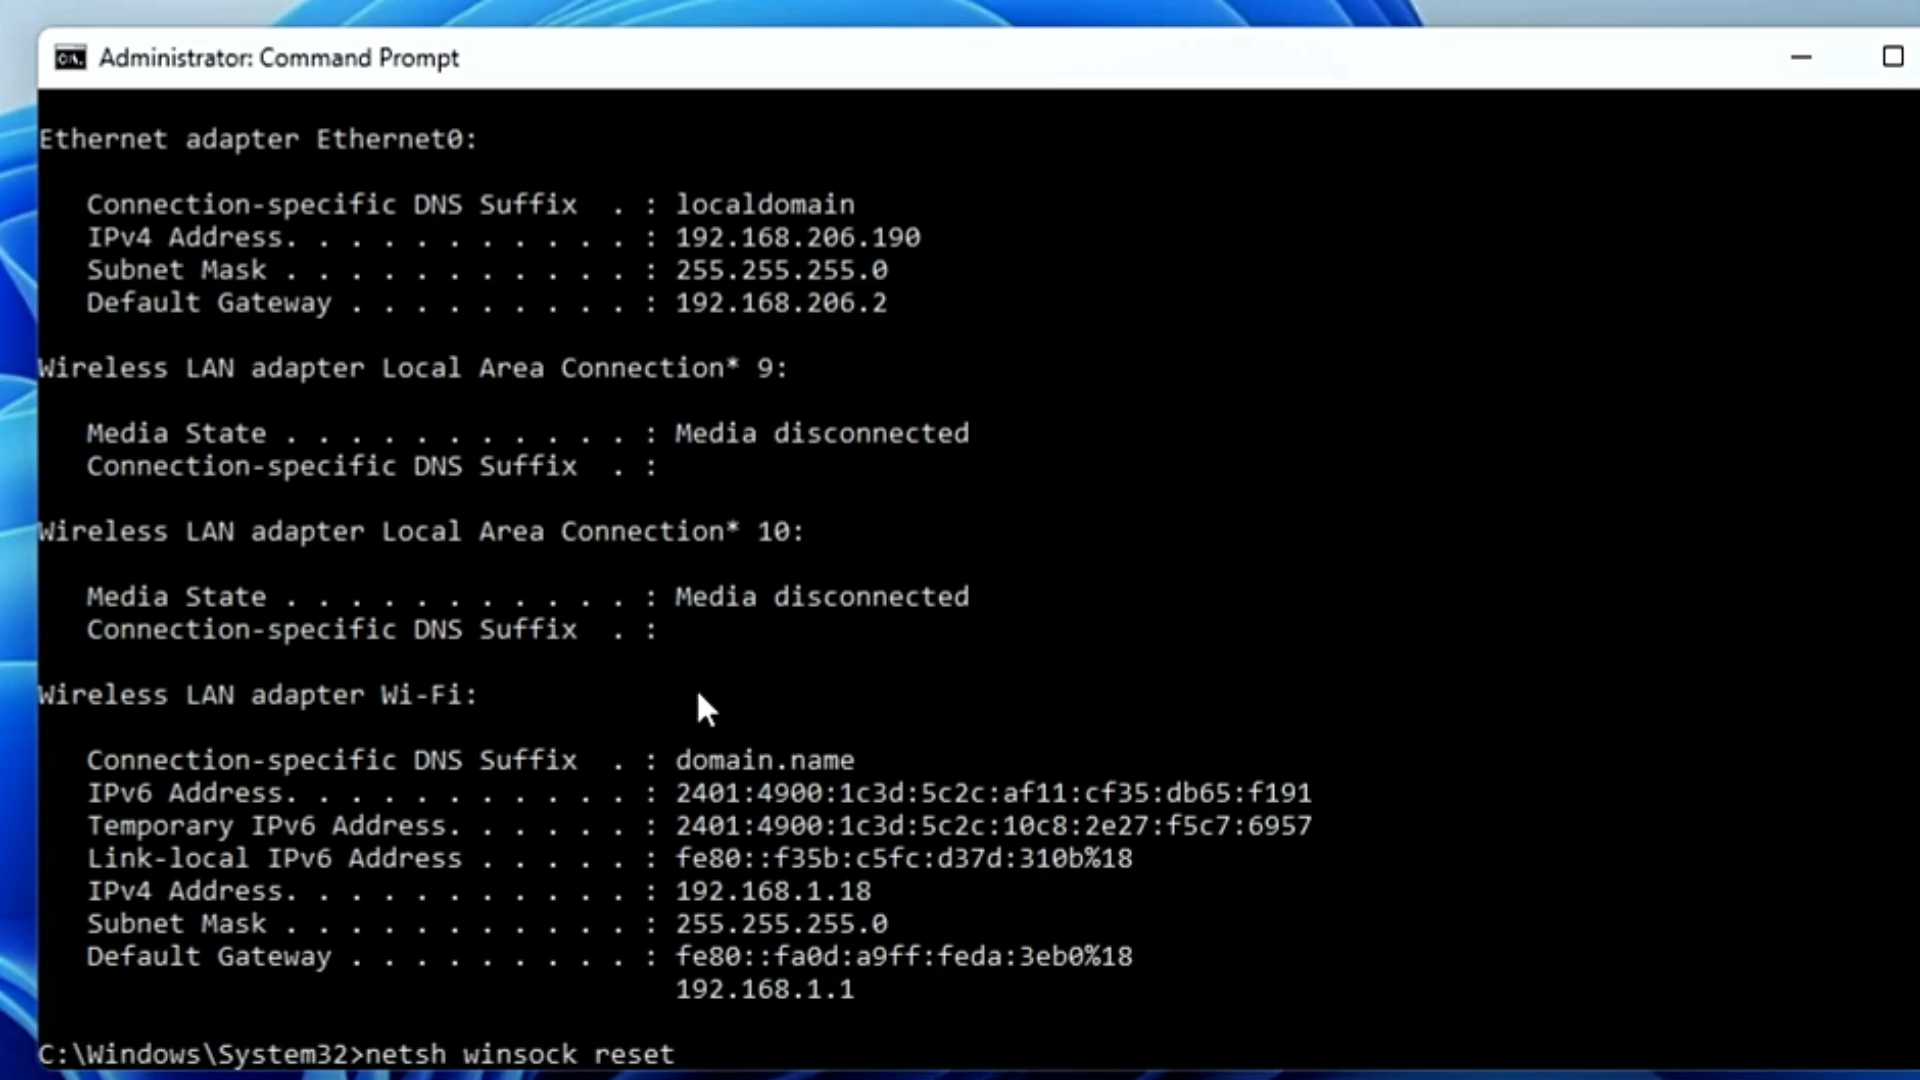 Administrator: Command Prompt
Ethernet adapter Ethernet0:
Connection-specific DNS Suffix  . : localdomain
IPv4 Address. . . . . . . . . . . : 192.168.206.190
Subnet Mask . . . . . . . . . . . : 255.255.255.0
Default Gateway . . . . . . . . . : 192.168.206.2
Wireless LAN adapter Local Area Connection* 9:
Media State . . . . . . . . . . . : Media disconnected
Connection-specific DNS Suffix  . :
Wireless LAN adapter Local Area Connection* 10:
Media State . . . . . . . . . . . : Media disconnected
Connection-specific DNS Suffix  . :
Wireless LAN adapter Wi-Fi:
Connection-specific DNS Suffix  . : domain.name
IPv6 Address. . . . . . . . . . . : 2401:4900:1c3d:5c2c:af11:cf35:db65:f191
Temporary IPv6 Address. . . . . . : 2401:4900:1c3d:5c2c:10c8:2e27:f5c7:6957
Link-local IPv6 Address . . . . . : fe80::f35b:c5fc:d37d:310b%18
IPv4 Address. . . . . . . . . . . : 192.168.1.18
Subnet Mask . . . . . . . . . . . : 255.255.255.0
Default Gateway . . . . . . . . . : fe80::fa0d:a9ff:feda:3eb0%18
192.168.1.1
C:\Windows\System32>netsh winsock reset